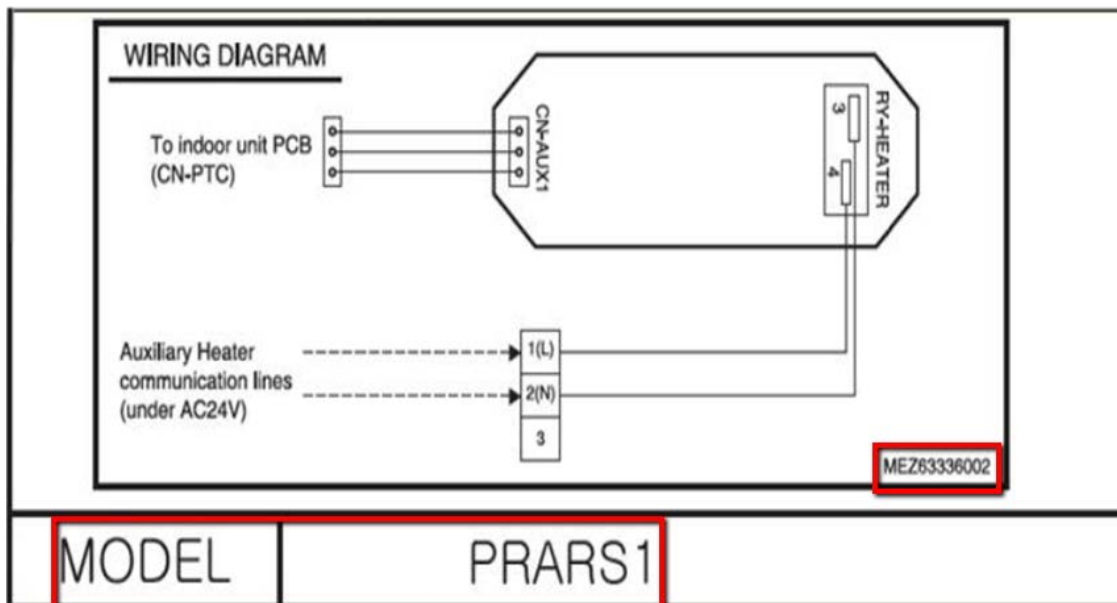 WIRING DIAGRAM
To indoor unit PCB
(CN-PTC)
CN-AUX1
3
4
RY-HEATER
Auxiliary Heater
communication lines
(under AC24V)
1(L)
2(N)
3
MEZ63336002
MODEL PRARS1